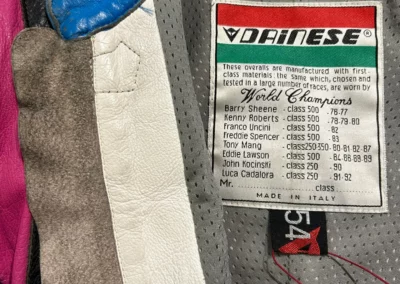 DAINESE
These overalls are manufactured with first-
class materials, the same which, chosen and
tested in a large number of races, are worn by
World Champions
Barry Sheene - class 500 - 76-77
Kenny Roberts - class 500 - 78-79-80
Franco Uncini - class 500 - 82
Freddie Spencer - class 500 - 83
Tony Mang - class250-350 - 80-81-82-87
Eddie Lawson - class 500 - 84-86-88-89
John Kocinski - class 250 - 90
Luca Cadalora - class 250 - 91-92
Mr. class
MADE IN ITALY
54